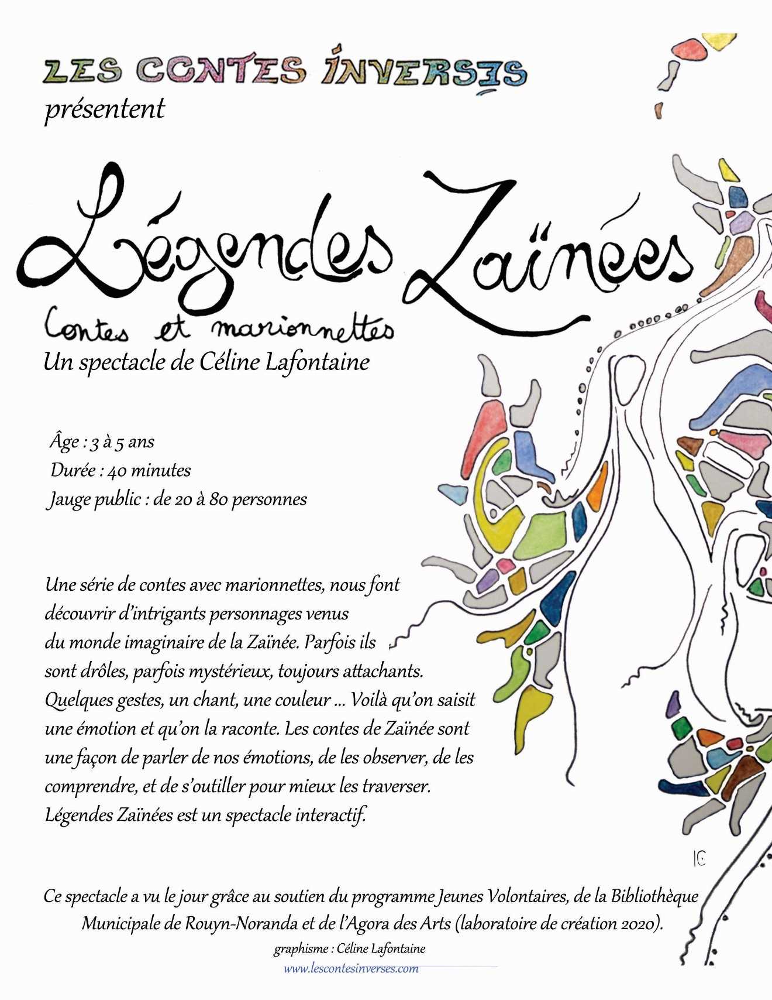 LES CONTES INVERSES
présentent
Légendes Zaïnées
Contes et marionnettes
Un spectacle de Céline Lafontaine
Âge : 3 à 5 ans
Durée : 40 minutes
Jauge public : de 20 à 80 personnes
Une série de contes avec marionnettes, nous font
découvrir d'intrigants personnages venus
du monde imaginaire de la Zaïnée. Parfois ils
sont drôles, parfois mystérieux, toujours attachants.
Quelques gestes, un chant, une couleur ... Voilà qu'on saisit
une émotion et qu'on la raconte. Les contes de Zaïnée sont
une façon de parler de nos émotions, de les observer, de les
comprendre, et de s'outiller pour mieux les traverser.
Légendes Zaïnées est un spectacle interactif.
Ce spectacle a vu le jour grâce au soutien du programme Jeunes Volontaires, de la Bibliothèque
Municipale de Rouyn-Noranda et de l'Agora des Arts (laboratoire de création 2020).
graphisme : Céline Lafontaine
www.lescontesinverses.com